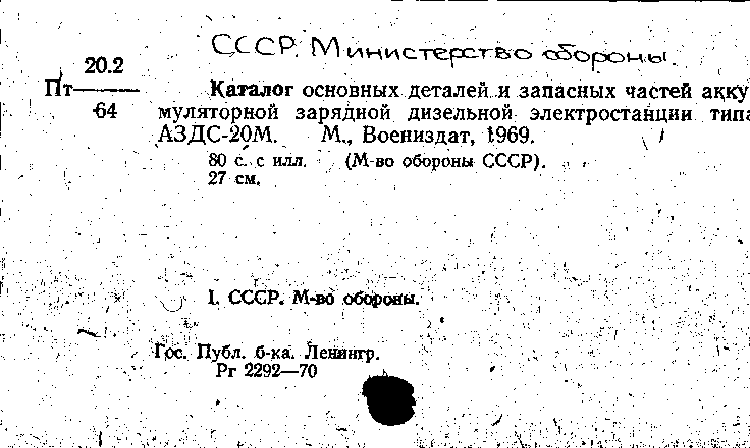 СССР. Министерство обороны.
20.2
Пт
64
Каталог основных деталей и запасных частей акку
муляторной зарядной дизельной электростанции типа
АЗДС-20М. М., Воениздат, 1969.
80 с. с илл. (М-во обороны СССР).
27 см.
I. СССР. М-во обороны.
Гос. Публ. б-ка. Ленингр.
Рг 2292—70